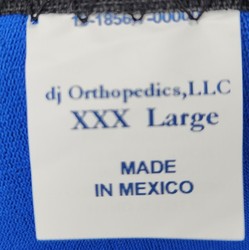 dj Orthopedics,LLC
XXX Large
MADE
IN MEXICO